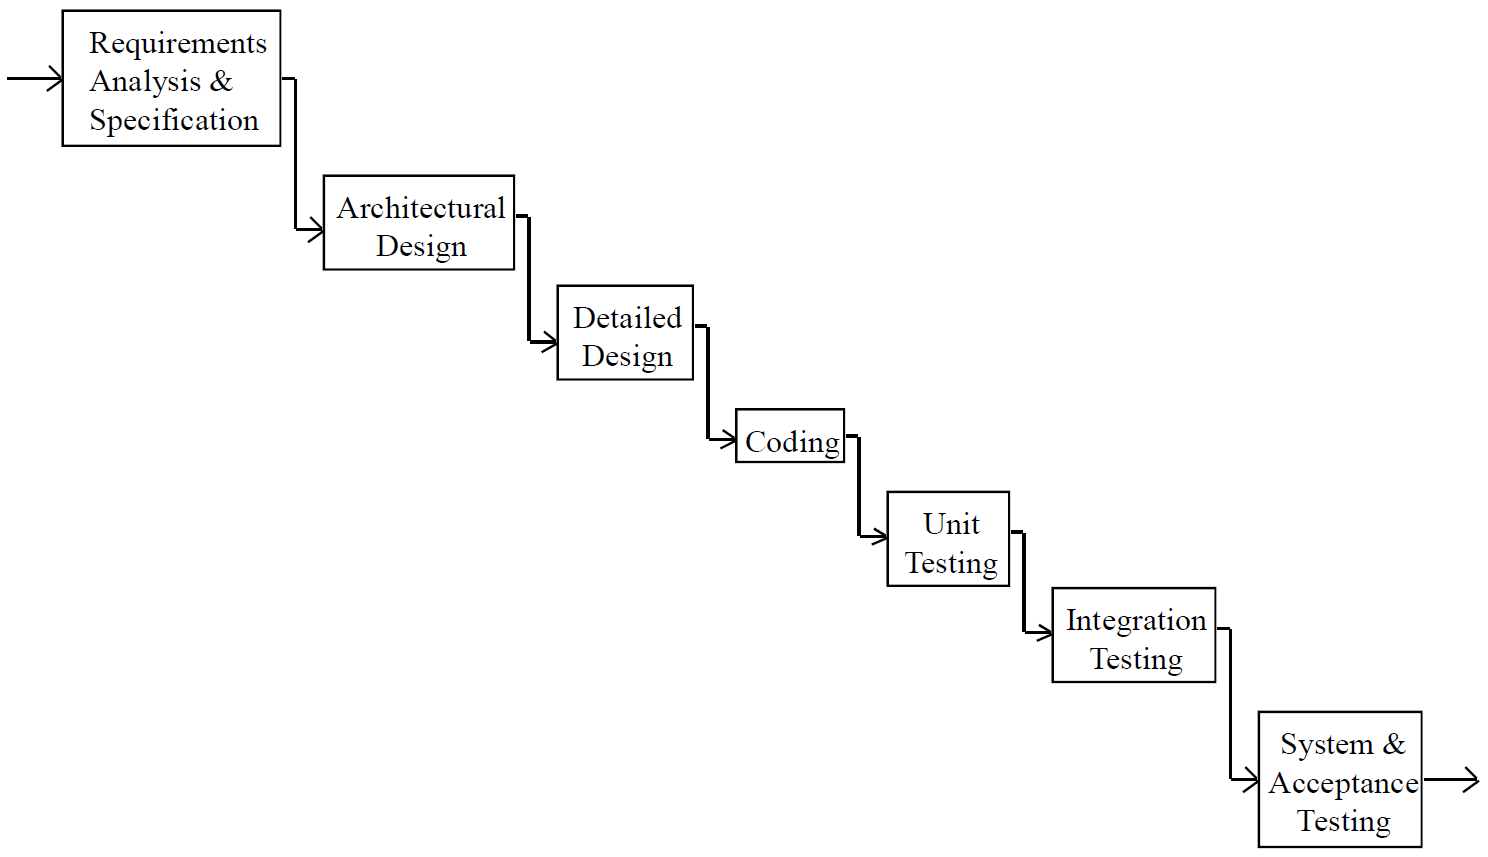 Requirements
Analysis &
Specification
Architectural
Design
Detailed
Design
Coding
Unit
Testing
Integration
Testing
System &
Acceptance
Testing